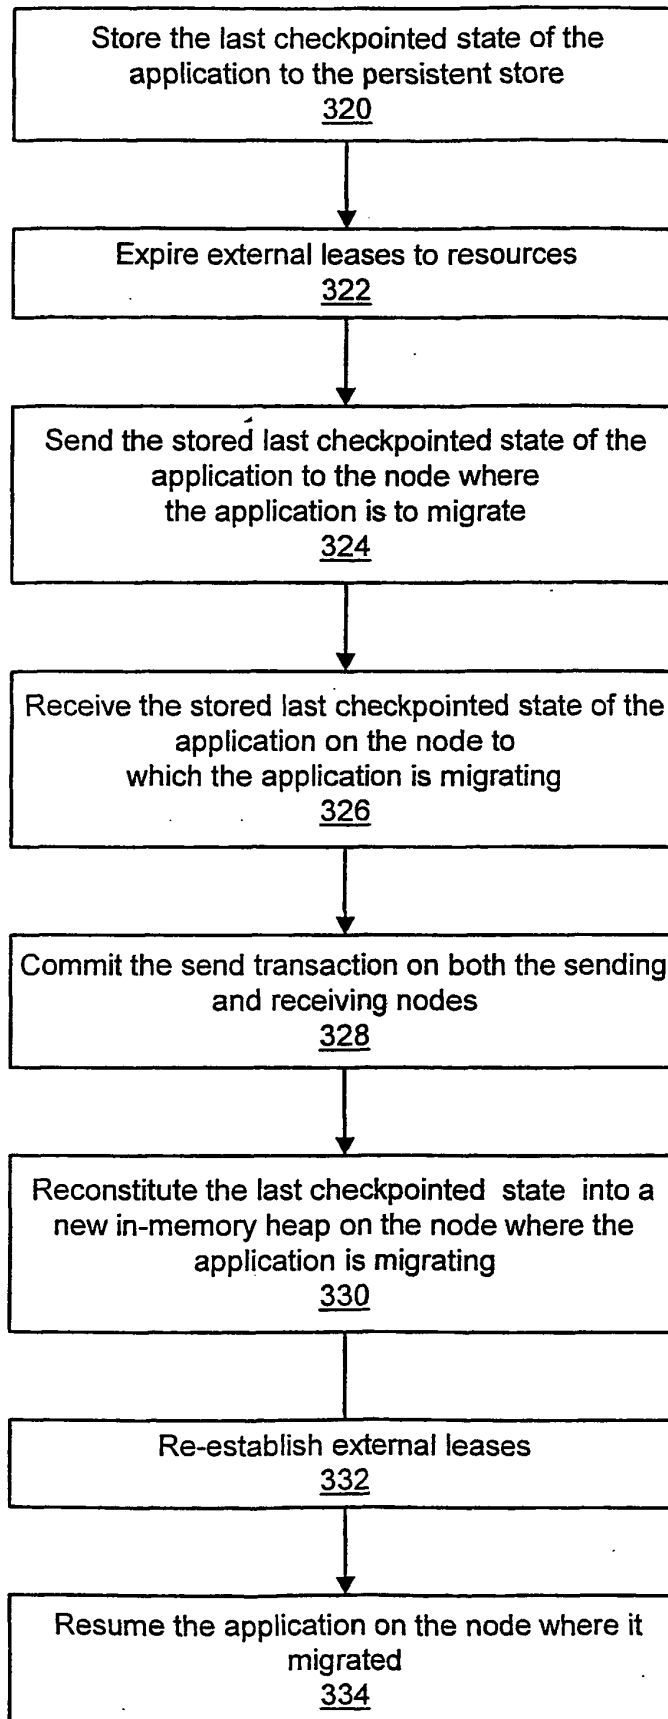 Store the last checkpointed state of the
application to the persistent store
320
Expire external leases to resources
322
Send the stored last checkpointed state of the
application to the node where
the application is to migrate
324
Receive the stored last checkpointed state of the
application on the node to
which the application is migrating
326
Commit the send transaction on both the sending
and receiving nodes
328
Reconstitute the last checkpointed state into a
new in-memory heap on the node where the
application is migrating
330
Re-establish external leases
332
Resume the application on the node where it
migrated
334